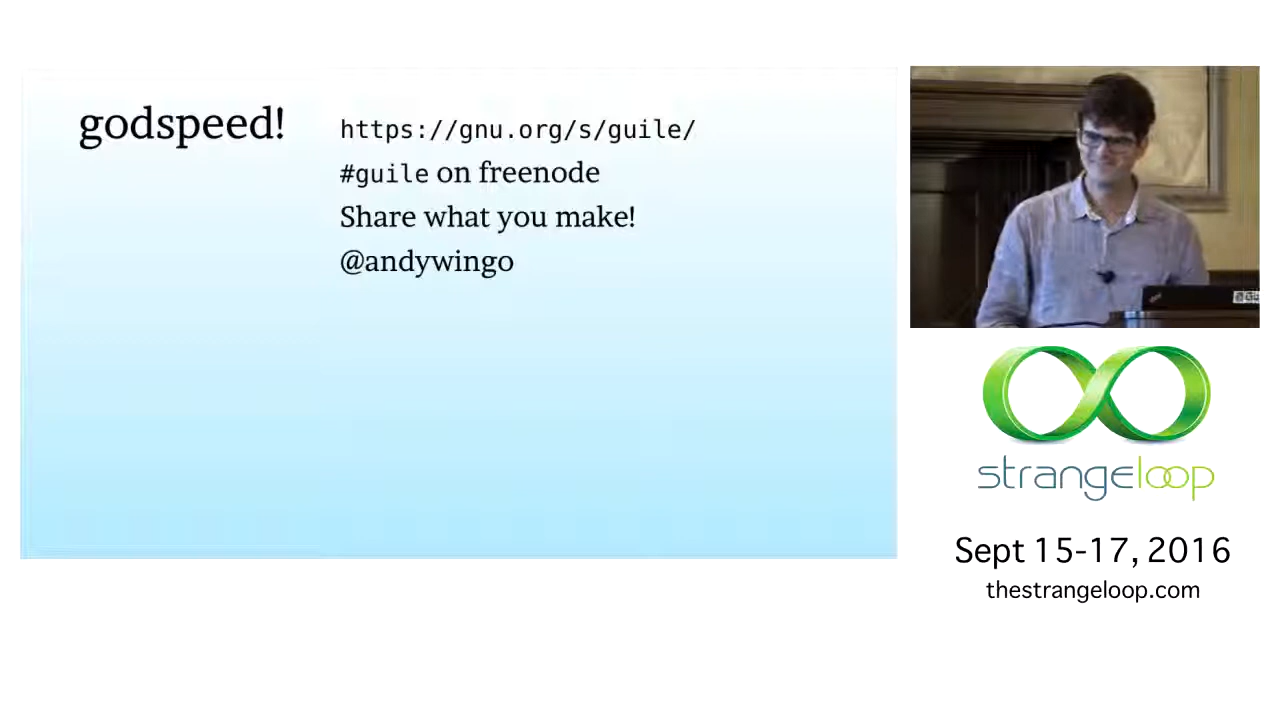 godspeed!
https://gnu.org/s/guile/
#guile on freenode
Share what you make!
@andywingo
strangeloop
Sept 15-17, 2016
thestrangeloop.com